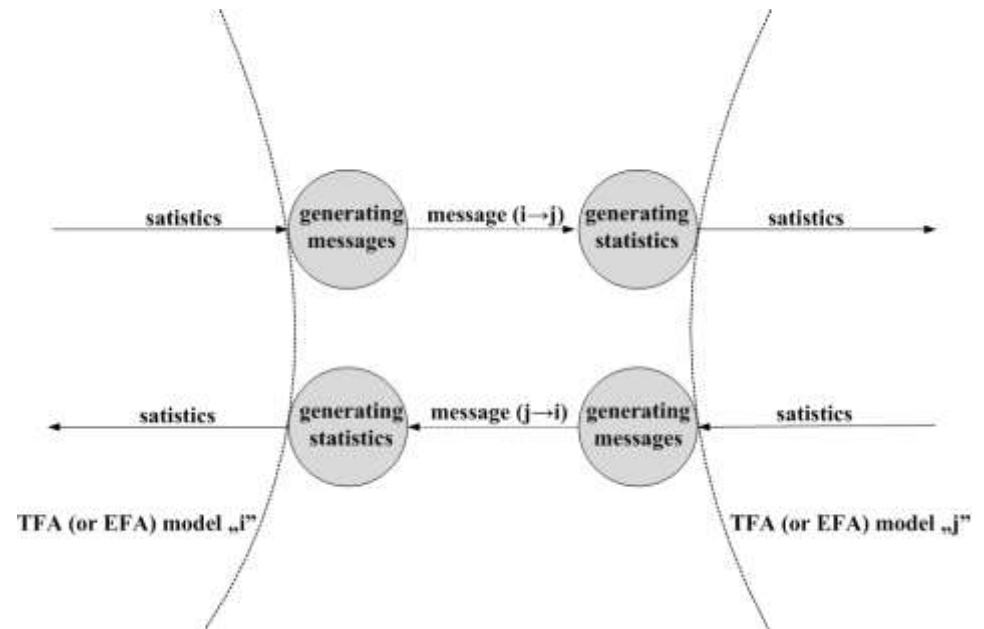 satistics
generating
messages
message (i→j)
generating
statistics
satistics
satistics
generating
statistics
message (j→i)
generating
messages
satistics
TFA (or EFA) model „i”
TFA (or EFA) model „j”